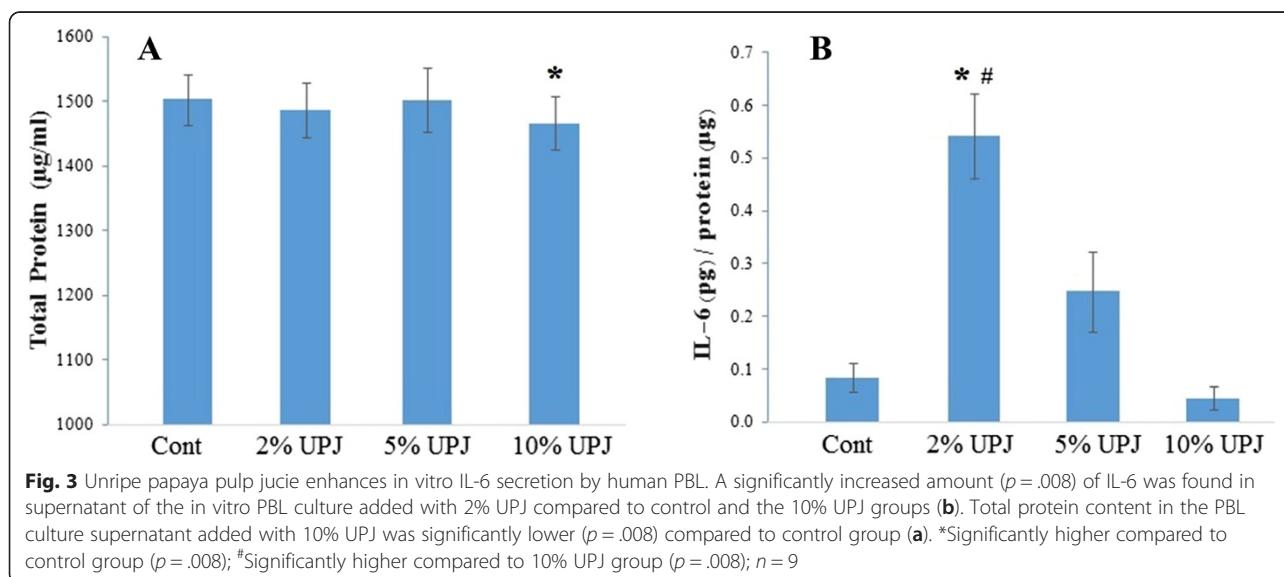 A
Total Protein (µg/ml)
1600
1500
1400
1300
1200
1100
1000
*
Cont 2% UPJ 5% UPJ 10% UPJ
B
IL-6 (pg) / protein (µg)
0.7
0.6
0.5
0.4
0.3
0.2
0.1
0.0
* #
Cont 2% UPJ 5% UPJ 10% UPJ
Fig. 3 Unripe papaya pulp jucie enhances in vitro IL-6 secretion by human PBL. A significantly increased amount (p = .008) of IL-6 was found in
supernatant of the in vitro PBL culture added with 2% UPJ compared to control and the 10% UPJ groups (b). Total protein content in the PBL
culture supernatant added with 10% UPJ was significantly lower (p = .008) compared to control group (a). *Significantly higher compared to
control group (p = .008); #Significantly higher compared to 10% UPJ group (p = .008); n = 9